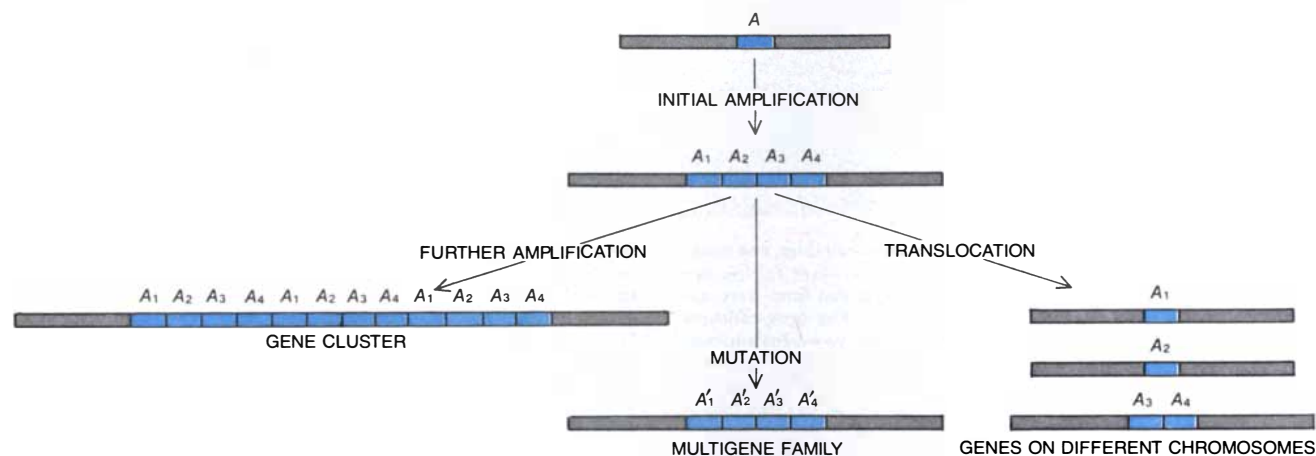 A
INITIAL AMPLIFICATION
A1 A2 A3 A4
FURTHER AMPLIFICATION
TRANSLOCATION
A1 A2 A3 A4 A1 A2 A3 A4 A1 A2 A3 A4
GENE CLUSTER
A1
A2
MUTATION
A3 A4
A′1 A′2 A′3 A′4
MULTIGENE FAMILY
GENES ON DIFFERENT CHROMOSOMES